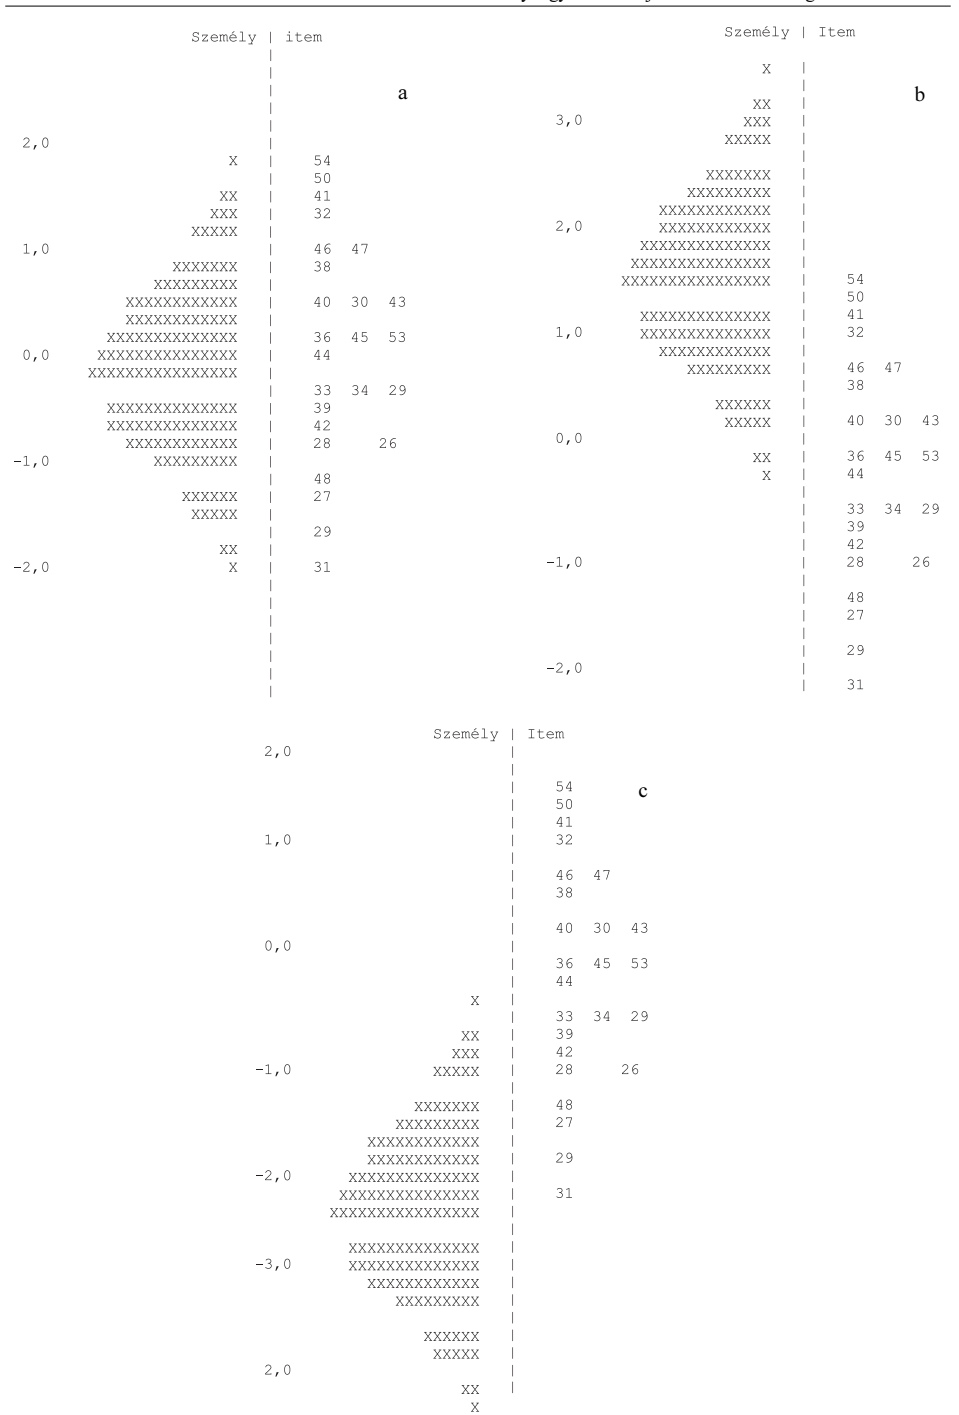 Személy | item
a
2,0
X | 54
| 50
XX | 41
XXX | 32
XXXXX |
1,0 | 46 47
XXXXXXX | 38
XXXXXXXXX |
XXXXXXXXXXXX | 40 30 43
XXXXXXXXXXXX |
XXXXXXXXXXXXXX | 36 45 53
0,0 XXXXXXXXXXXXXXX | 44
XXXXXXXXXXXXXXXX |
| 33 34 29
XXXXXXXXXXXXXX | 39
XXXXXXXXXXXXXX | 42
XXXXXXXXXXXX | 28 26
-1,0 XXXXXXXXX |
| 48
XXXXXX | 27
XXXXX |
| 29
XX |
-2,0 X | 31
Személy | Item
X |
b
XX |
3,0 XXX |
XXXXX |
XXXXXXX |
XXXXXXXXX |
XXXXXXXXXXXX |
2,0 XXXXXXXXXXXX |
XXXXXXXXXXXXXX |
XXXXXXXXXXXXXXX |
XXXXXXXXXXXXXXXX | 54
| 50
XXXXXXXXXXXXXX | 41
1,0 XXXXXXXXXXXXXX | 32
XXXXXXXXXXXX |
XXXXXXXXX | 46 47
| 38
XXXXXX |
XXXXX | 40 30 43
0,0 |
XX | 36 45 53
X | 44
| 33 34 29
| 39
| 42
-1,0 | 28 26
| 48
| 27
| 29
-2,0 |
| 31
Személy | Item
2,0 |
| 54
c
| 50
| 41
1,0 | 32
| 46 47
| 38
| 40 30 43
0,0 |
| 36 45 53
| 44
X |
| 33 34 29
XX | 39
XXX | 42
-1,0 XXXXX | 28 26
XXXXXXX | 48
XXXXXXXXX | 27
XXXXXXXXXXXX |
XXXXXXXXXXXX | 29
-2,0 XXXXXXXXXXXXXX |
XXXXXXXXXXXXXXX | 31
XXXXXXXXXXXXXXXX |
XXXXXXXXXXXXXX |
-3,0 XXXXXXXXXXXXXX |
XXXXXXXXXXXX |
XXXXXXXXX |
XXXXXX |
XXXXX |
2,0 |
XX |
X